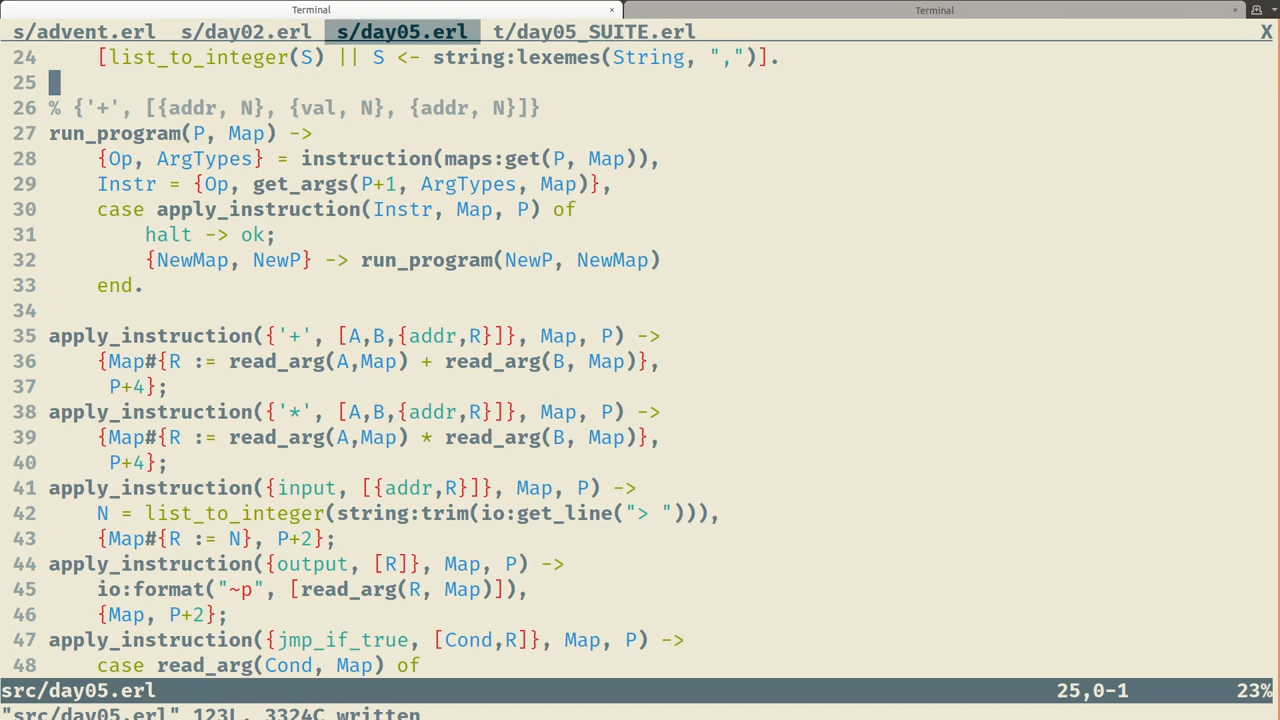 Terminal × Terminal ×
s/advent.erl s/day02.erl s/day05.erl t/day05_SUITE.erl X
24 [list_to_integer(S) || S <- string:lexemes(String, ",")].
25
26 % {'+', [{addr, N}, {val, N}, {addr, N}]}
27 run_program(P, Map) ->
28 {Op, ArgTypes} = instruction(maps:get(P, Map)),
29 Instr = {Op, get_args(P+1, ArgTypes, Map)},
30 case apply_instruction(Instr, Map, P) of
31 halt -> ok;
32 {NewMap, NewP} -> run_program(NewP, NewMap)
33 end.
34
35 apply_instruction({'+', [A,B,{addr,R}]}, Map, P) ->
36 {Map#{R := read_arg(A,Map) + read_arg(B, Map)},
37 P+4};
38 apply_instruction({'*', [A,B,{addr,R}]}, Map, P) ->
39 {Map#{R := read_arg(A,Map) * read_arg(B, Map)},
40 P+4};
41 apply_instruction({input, [{addr,R}]}, Map, P) ->
42 N = list_to_integer(string:trim(io:get_line("> "))),
43 {Map#{R := N}, P+2};
44 apply_instruction({output, [R]}, Map, P) ->
45 io:format("~p", [read_arg(R, Map)]),
46 {Map, P+2};
47 apply_instruction({jmp_if_true, [Cond,R]}, Map, P) ->
48 case read_arg(Cond, Map) of
src/day05.erl 25,0-1 23%
"src/day05.erl" 123L, 3324C written